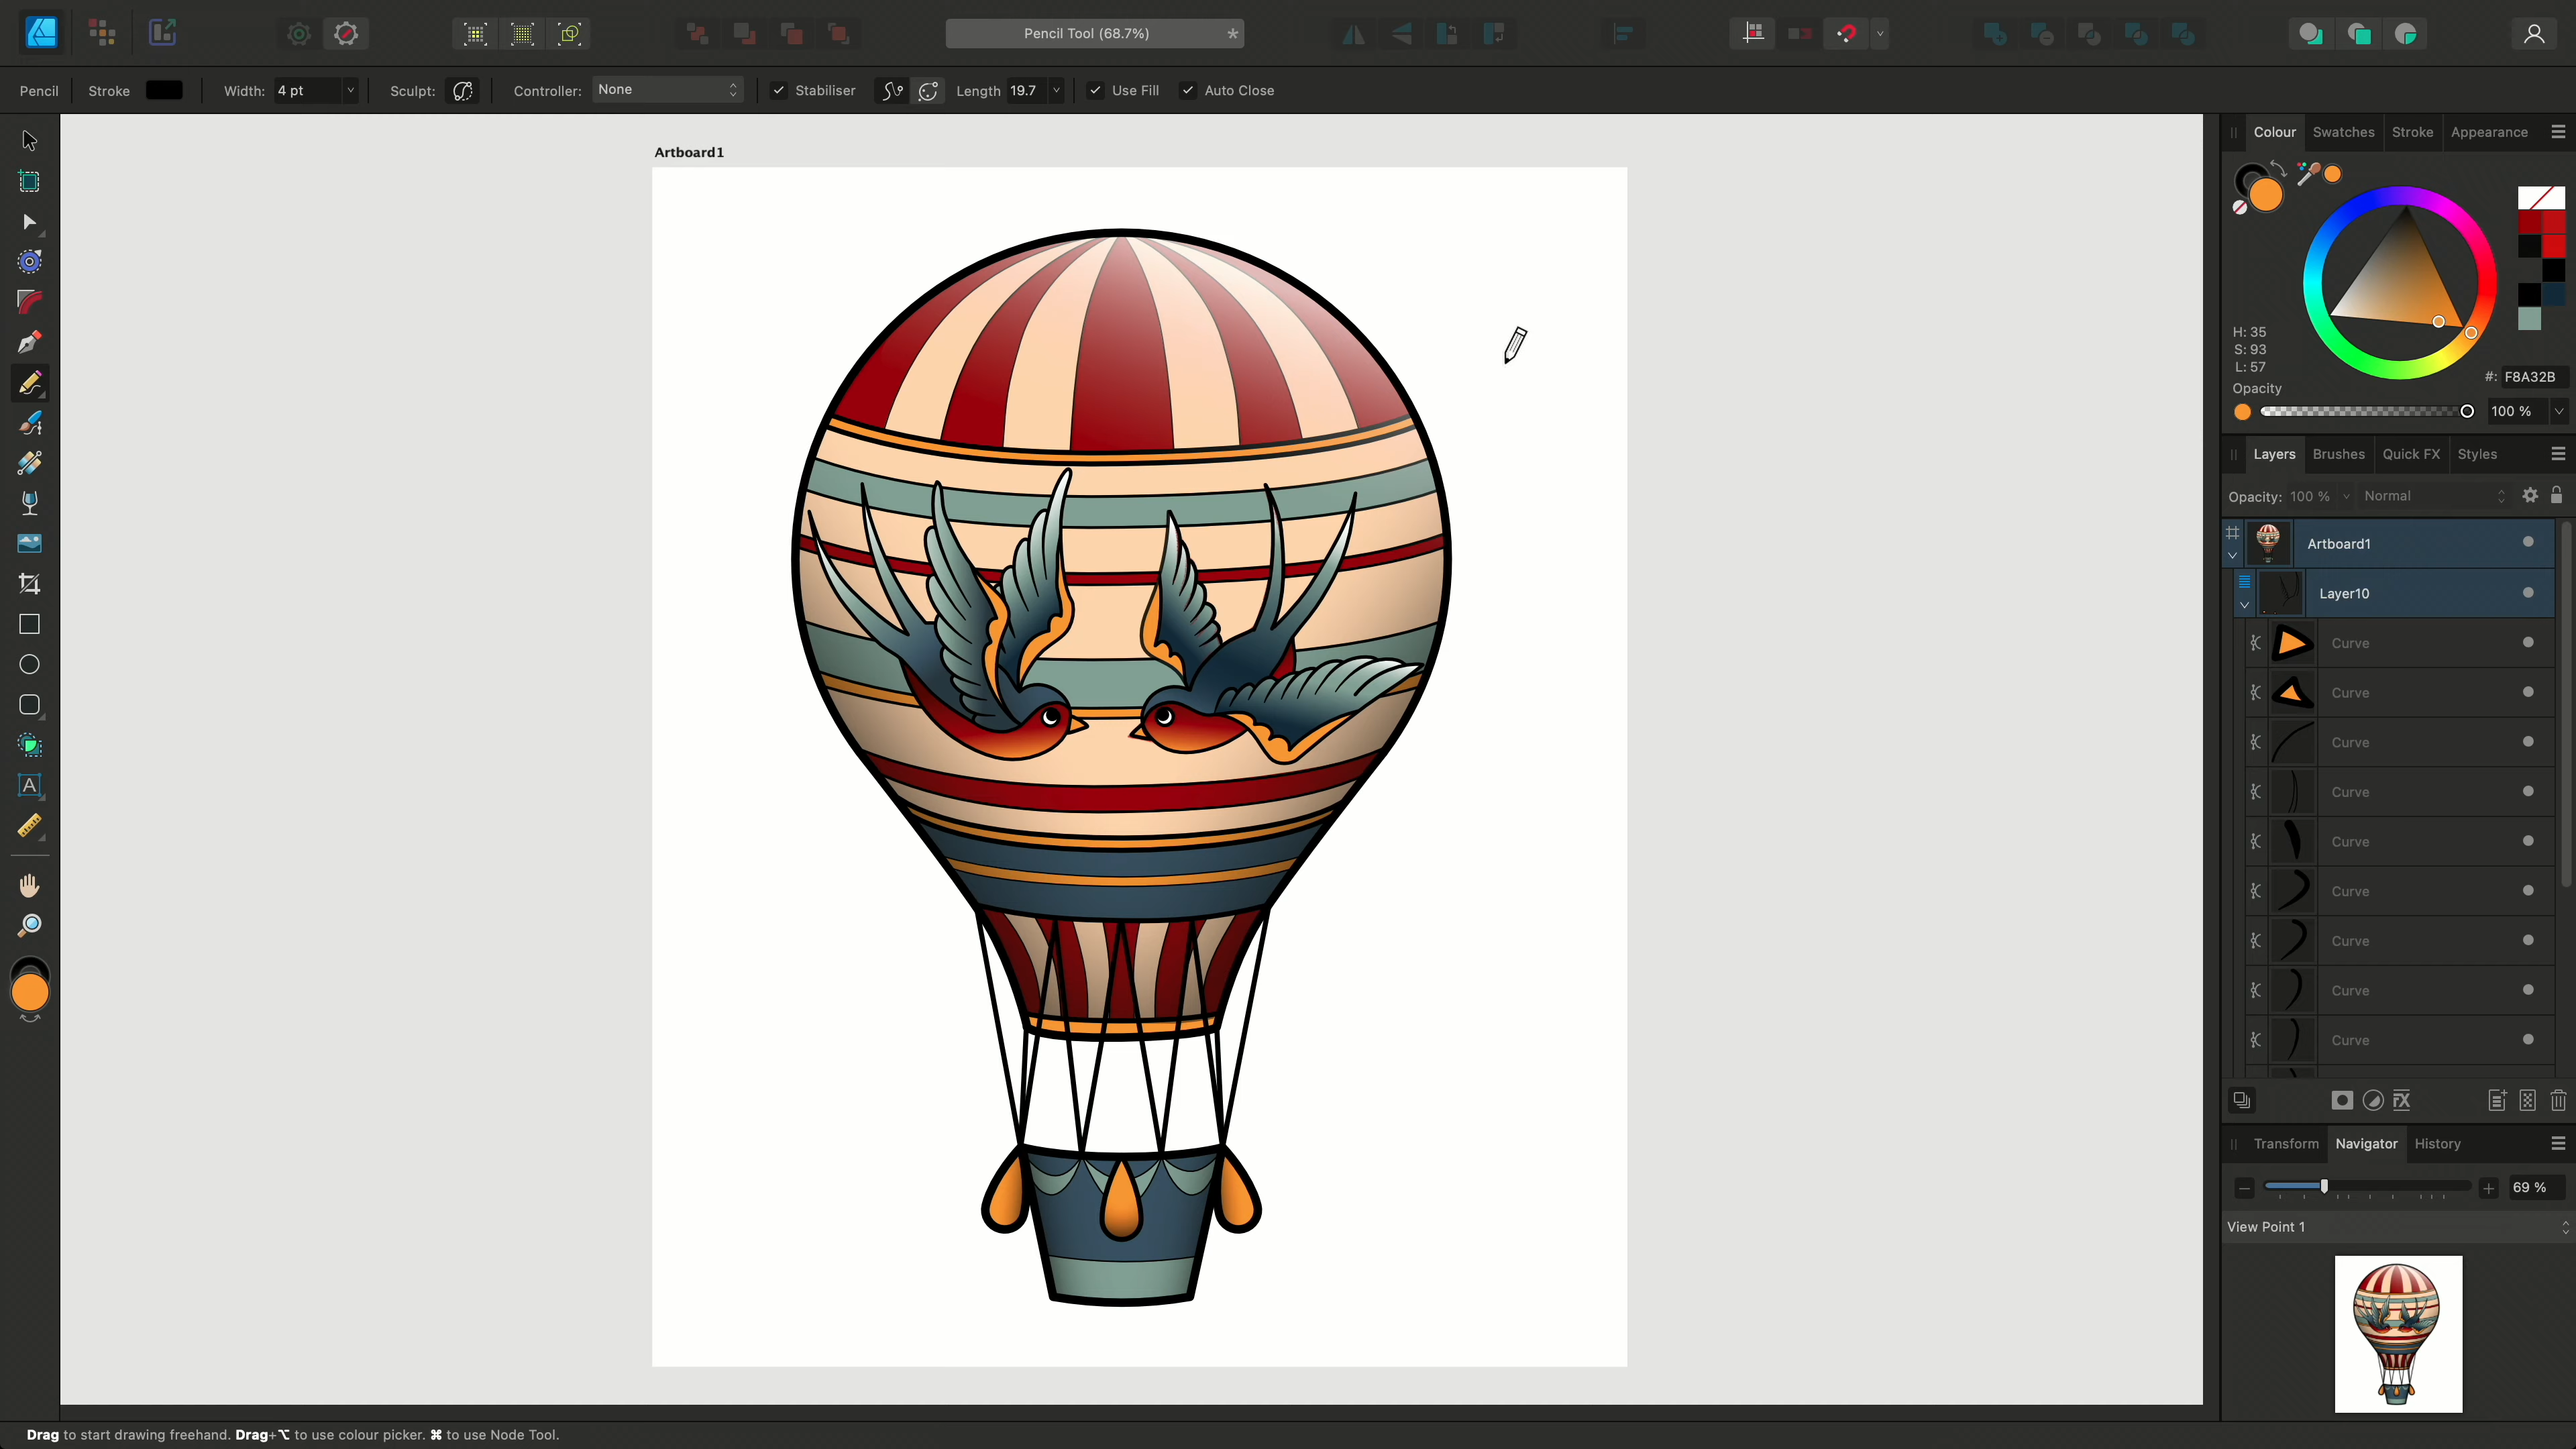 Pencil Tool (68.7%)
*
Pencil Stroke Width: 4 pt Sculpt: Controller: None Stabiliser Length 19.7 Use Fill Auto Close
Artboard1
Colour Swatches Stroke Appearance
H: 35
S: 93
L: 57
#: F8A32B
Opacity
100 %
Layers Brushes Quick FX Styles
Opacity: 100 % Normal
Artboard1
Layer10
Curve
Curve
Curve
Curve
Curve
Curve
Curve
Curve
Curve
A
FX
Transform Navigator History
69 %
View Point 1
Drag to start drawing freehand. Drag+⌥ to use colour picker. ⌘ to use Node Tool.